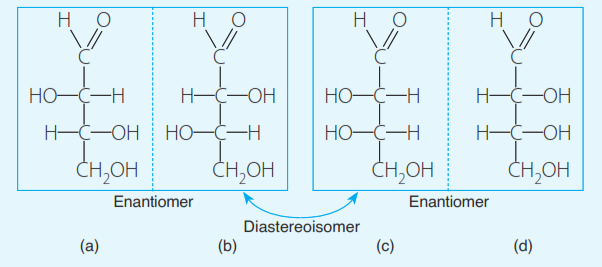 H O H O H O H O
C C C C
HO—C—H H—C—OH HO—C—H H—C—OH
H—C—OH HO—C—H HO—C—H H—C—OH
CH₂OH CH₂OH CH₂OH CH₂OH
Enantiomer Enantiomer
Diastereoisomer
(a) (b) (c) (d)